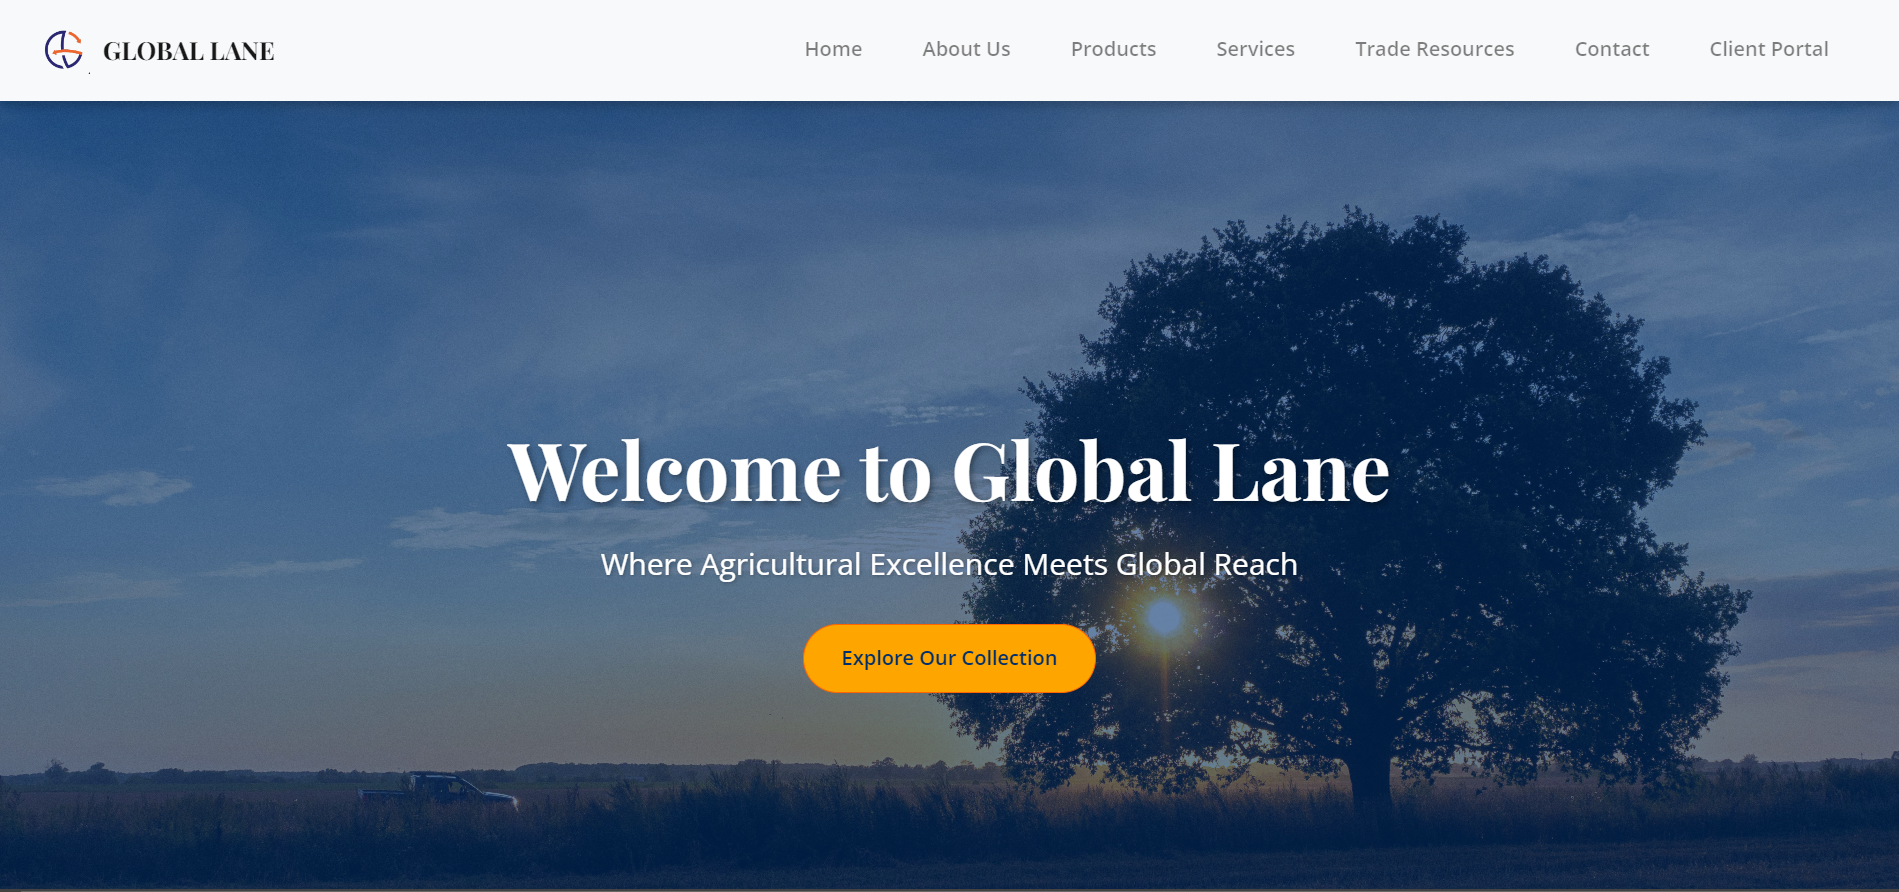 GLOBAL LANE
Home About Us Products Services Trade Resources Contact Client Portal
Welcome to Global Lane
Where Agricultural Excellence Meets Global Reach
Explore Our Collection